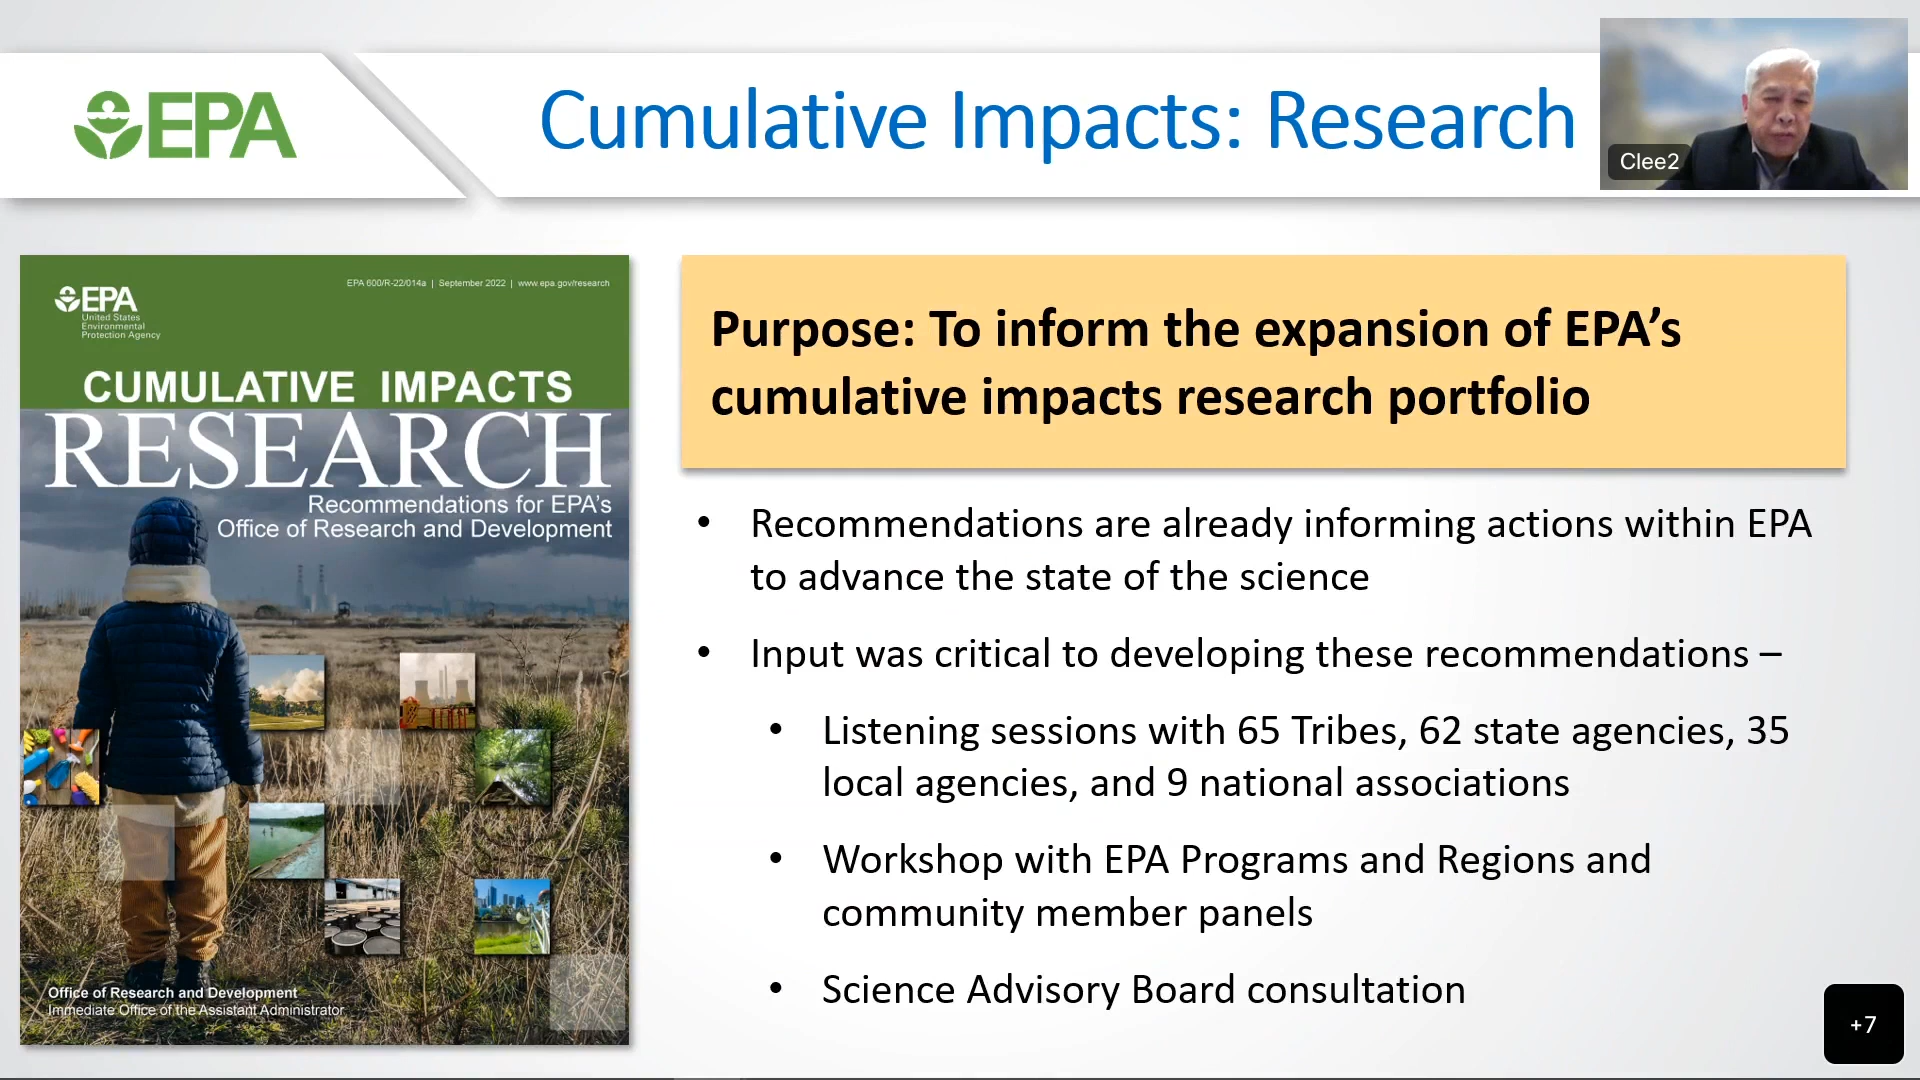 EPA
Cumulative Impacts: Research
Clee2
EPA
United States
Environmental
Protection Agency
EPA 600/R-22/014a | September 2022 | www.epa.gov/research
CUMULATIVE IMPACTS
RESEARCH
Recommendations for EPA's
Office of Research and Development
Office of Research and Development
Immediate Office of the Assistant Administrator
Purpose: To inform the expansion of EPA’s
cumulative impacts research portfolio
• Recommendations are already informing actions within EPA
to advance the state of the science
• Input was critical to developing these recommendations –
• Listening sessions with 65 Tribes, 62 state agencies, 35
local agencies, and 9 national associations
• Workshop with EPA Programs and Regions and
community member panels
• Science Advisory Board consultation
+7